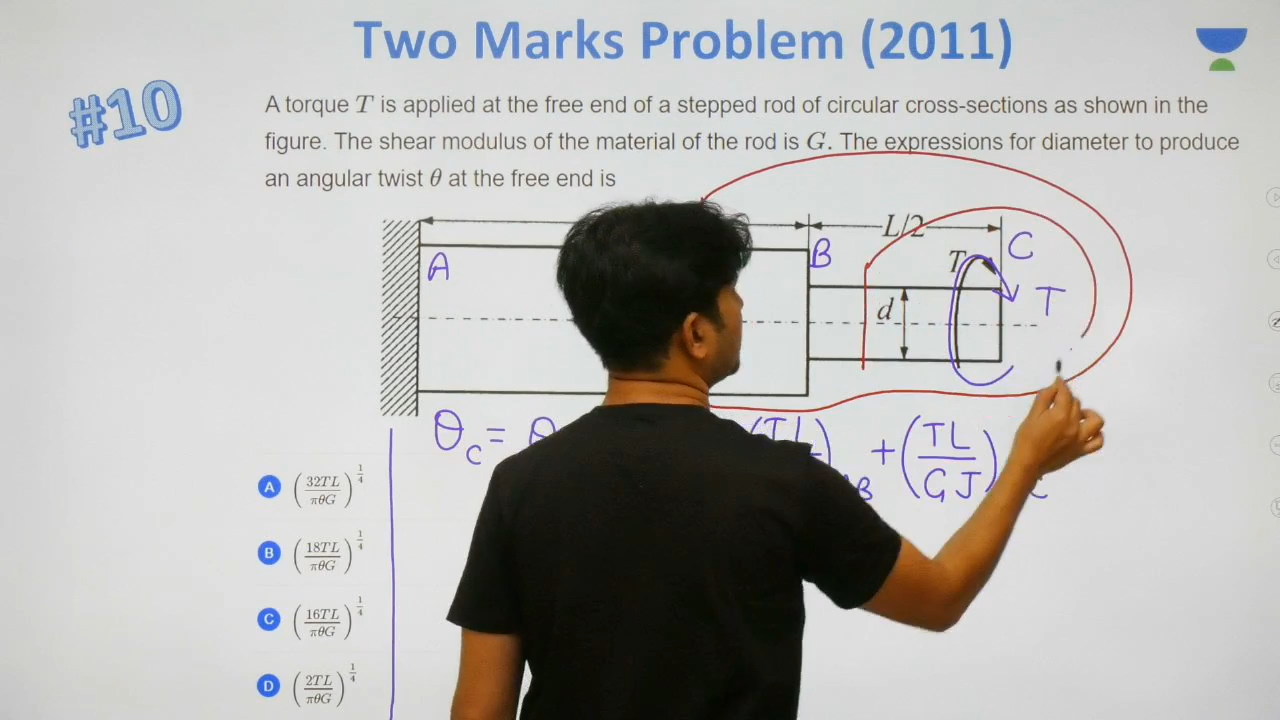 Two Marks Problem (2011)
#10
A torque T is applied at the free end of a stepped rod of circular cross-sections as shown in the
figure. The shear modulus of the material of the rod is G. The expressions for diameter to produce
an angular twist θ at the free end is
L/2
A
B
C
T
T
d
θ_C = θ (TL + (TL/GJ)
A (32TL/πθG)^1/4
B (18TL/πθG)^1/4
C (16TL/πθG)^1/4
D (2TL/πθG)^1/4